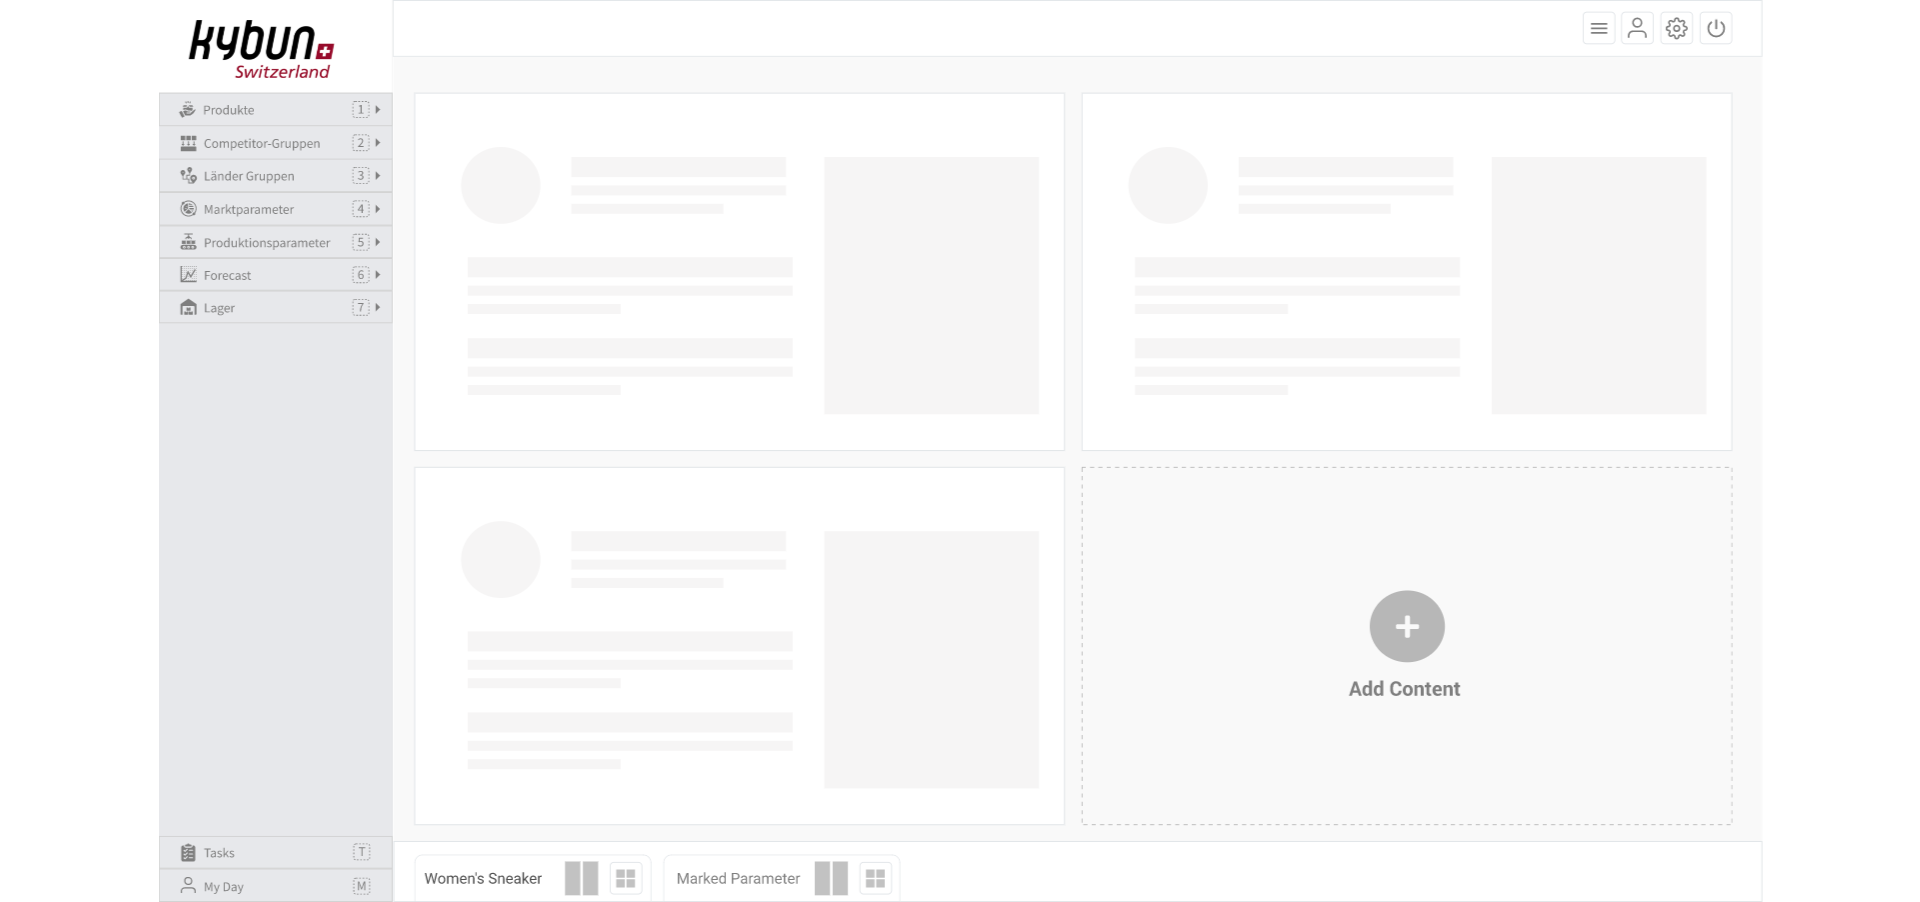 kybun
Switzerland
Produkte 1
Competitor-Gruppen 2
Länder Gruppen 3
Marktparameter 4
Produktionsparameter 5
Forecast 6
Lager 7
Add Content
Tasks T
My Day M
Women's Sneaker
Marked Parameter